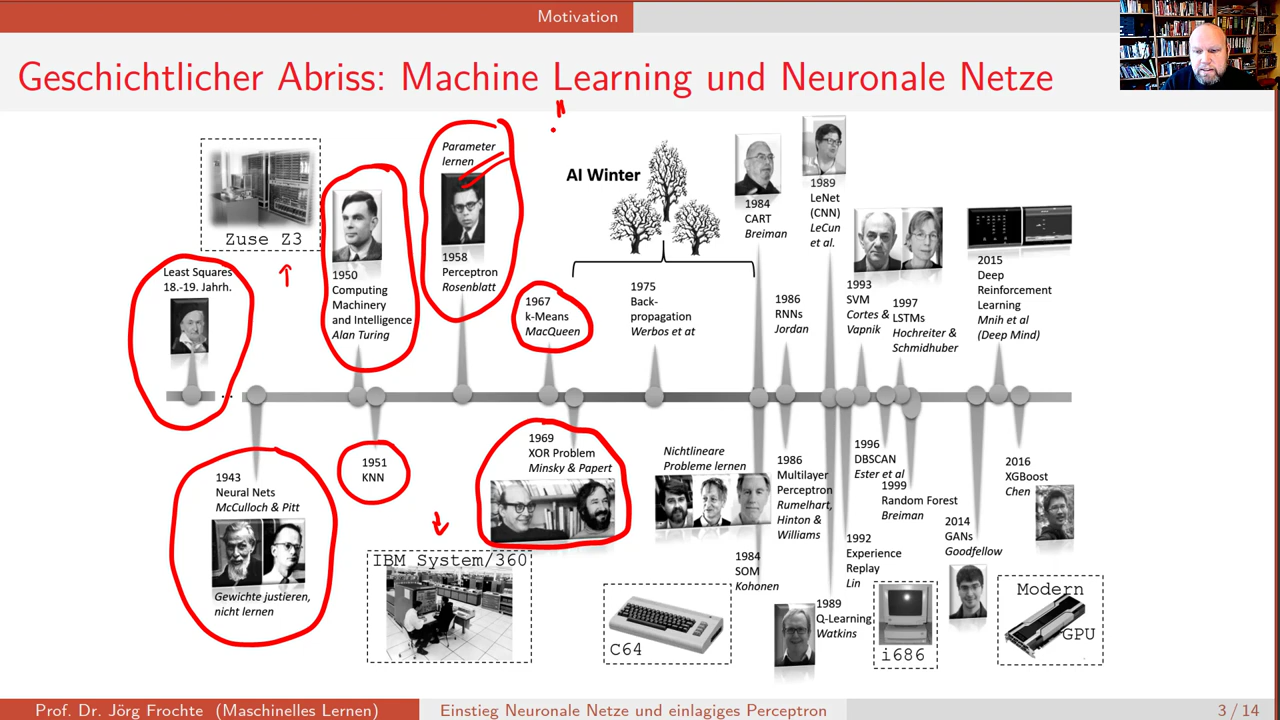 Motivation
Geschichtlicher Abriss: Machine Learning und Neuronale Netze
Zuse Z3
Least Squares
18.-19. Jahrh.
1943
Neural Nets
McCulloch & Pitt
Gewichte justieren,
nicht lernen
1950
Computing
Machinery
and Intelligence
Alan Turing
1951
KNN
IBM System/360
Parameter
lernen
1958
Perceptron
Rosenblatt
1967
k-Means
MacQueen
1969
XOR Problem
Minsky & Papert
AI Winter
1975
Back-
propagation
Werbos et at
C64
Nichtlineare
Probleme lernen
1984
CART
Breiman
1984
SOM
Kohonen
1986
RNNs
Jordan
1986
Multilayer
Perceptron
Rumelhart,
Hinton &
Williams
1989
LeNet
(CNN)
LeCun
et al.
1989
Q-Learning
Watkins
1992
Experience
Replay
Lin
1993
SVM
Cortes &
Vapnik
1996
DBSCAN
Ester et al
1997
LSTMs
Hochreiter &
Schmidhuber
1999
Random Forest
Breiman
i686
2014
GANs
Goodfellow
2015
Deep
Reinforcement
Learning
Mnih et al
(Deep Mind)
2016
XGBoost
Chen
Modern
GPU
Prof. Dr. Jörg Frochte (Maschinelles Lernen)
Einstieg Neuronale Netze und einlagiges Perceptron
3 / 14